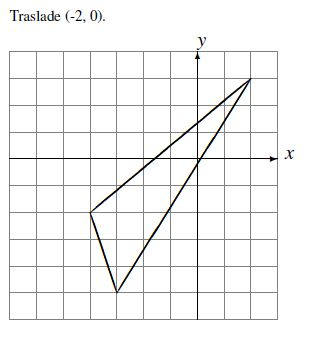 Traslade (-2, 0).
y
x